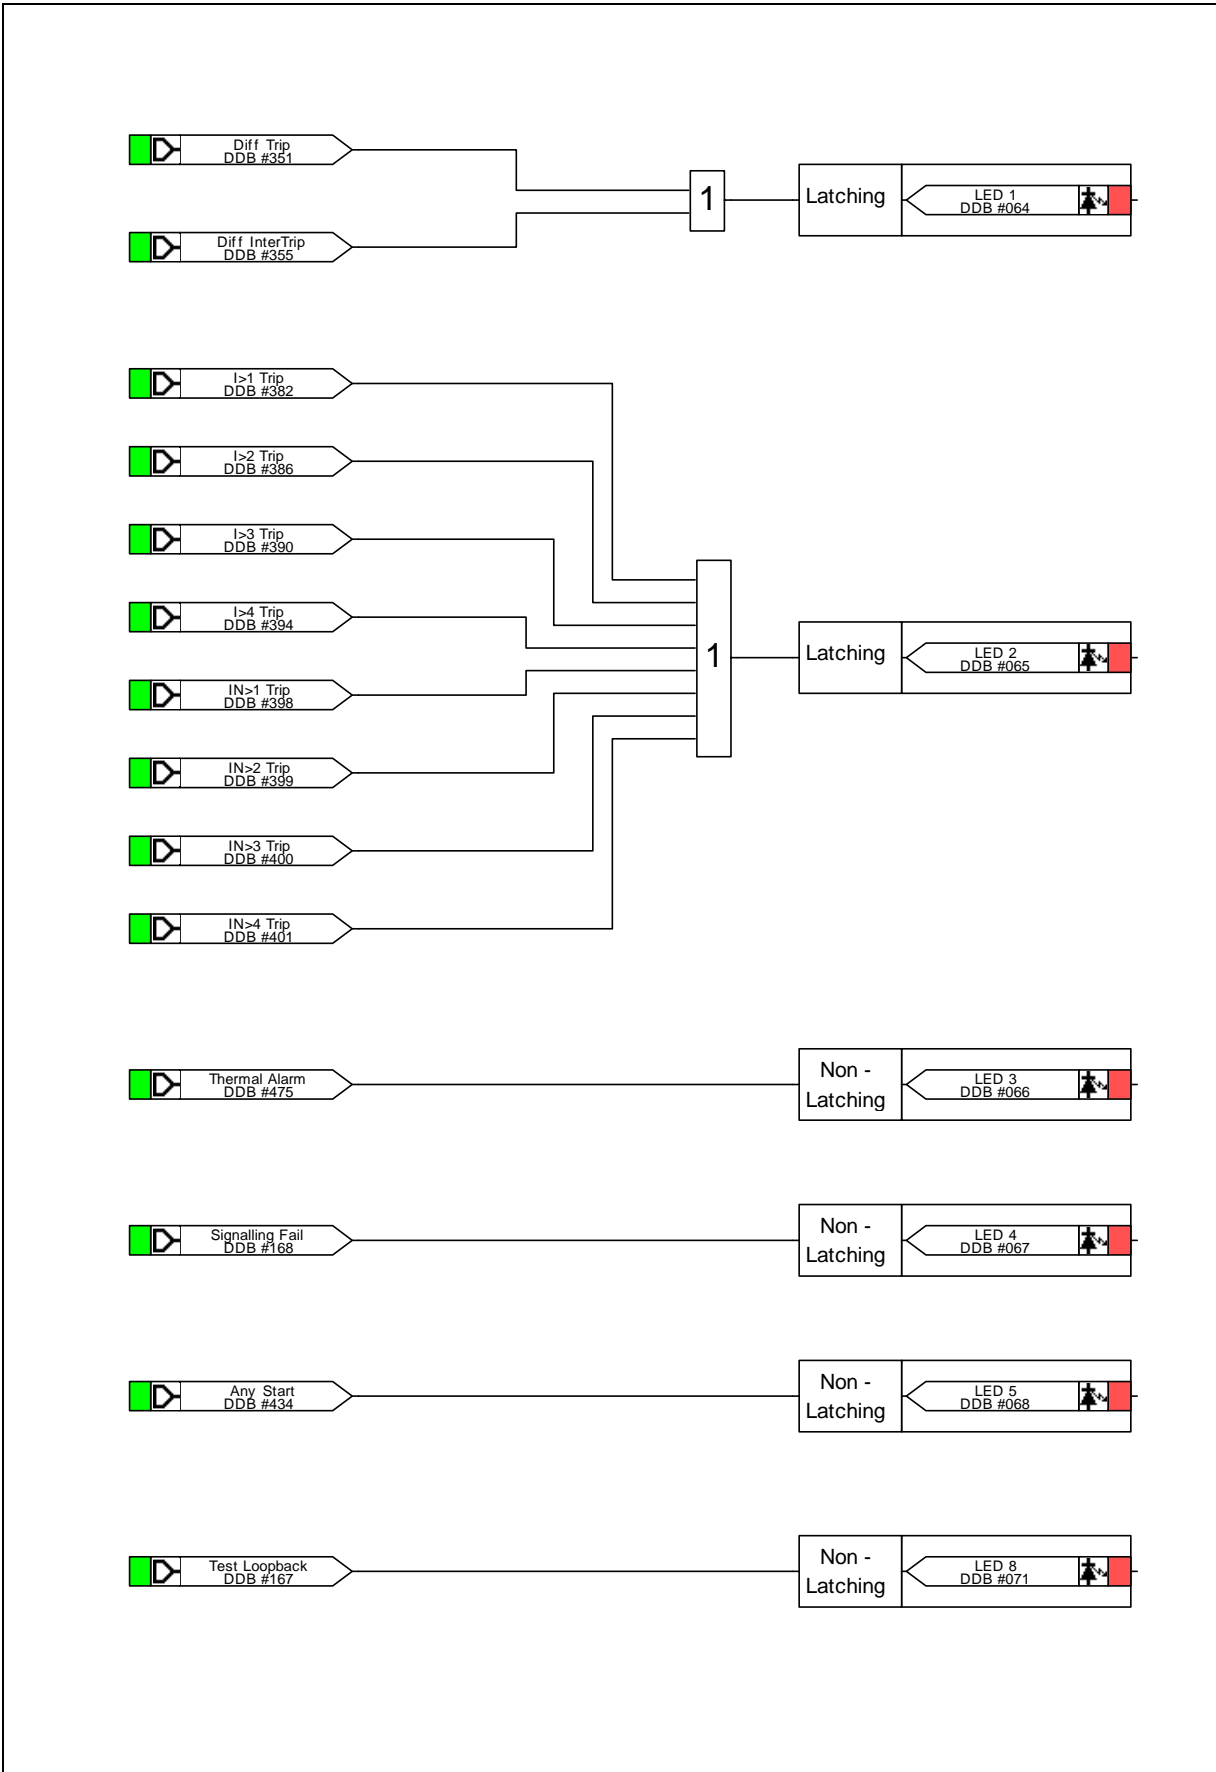 Diff Trip
DDB #351
1
Latching
LED 1
DDB #064
Diff InterTrip
DDB #355
I>1 Trip
DDB #382
I>2 Trip
DDB #386
I>3 Trip
DDB #390
I>4 Trip
DDB #394
1
Latching
LED 2
DDB #065
IN>1 Trip
DDB #398
IN>2 Trip
DDB #399
IN>3 Trip
DDB #400
IN>4 Trip
DDB #401
Thermal Alarm
DDB #475
Non -
Latching
LED 3
DDB #066
Signalling Fail
DDB #168
Non -
Latching
LED 4
DDB #067
Any Start
DDB #434
Non -
Latching
LED 5
DDB #068
Test Loopback
DDB #167
Non -
Latching
LED 8
DDB #071